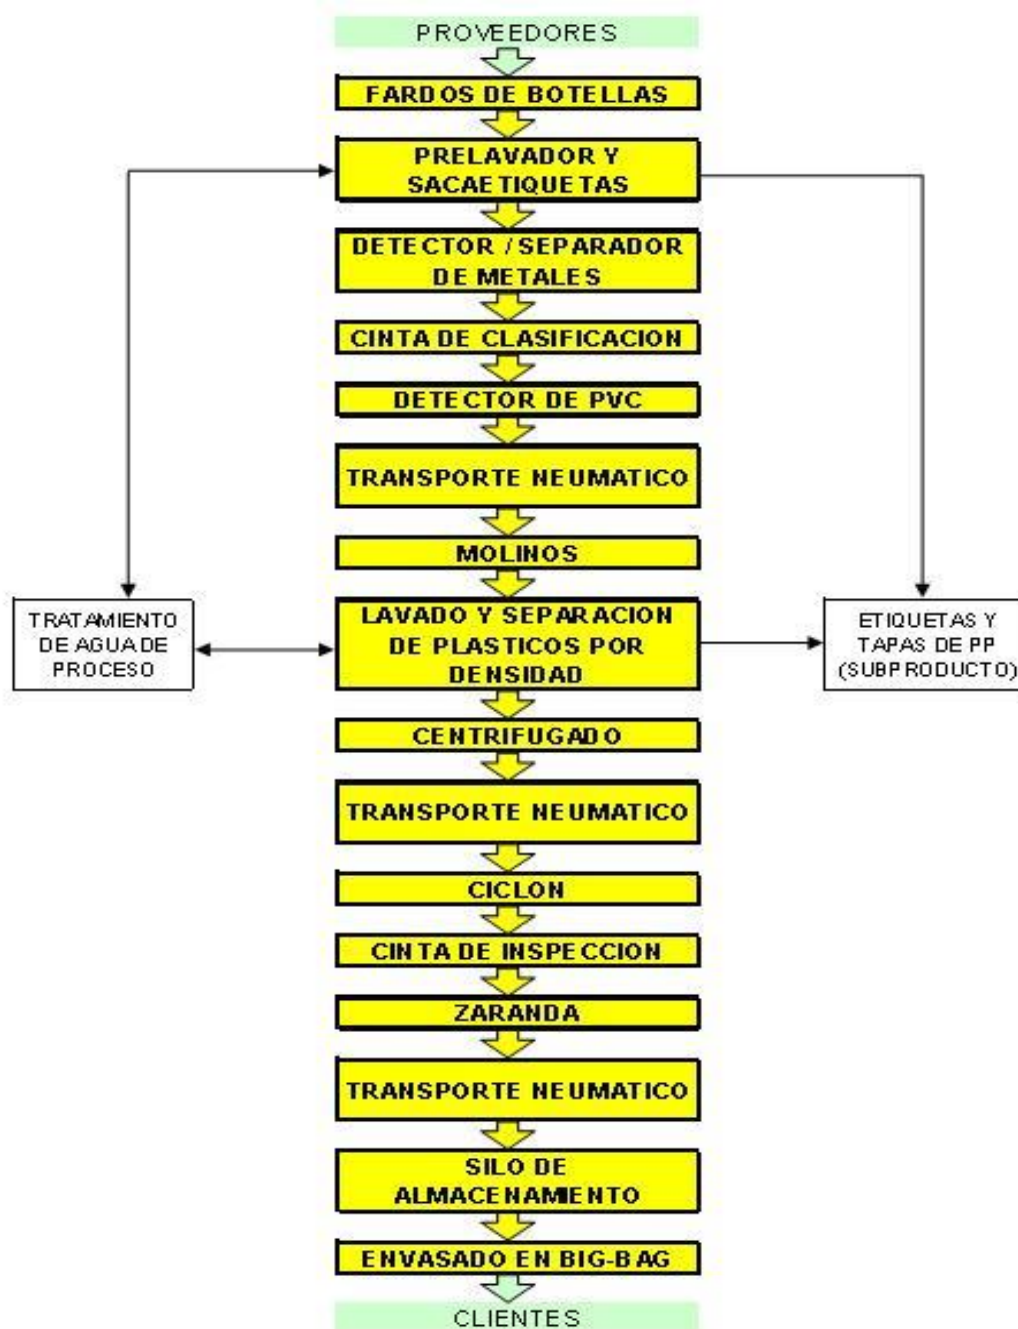 PROVEEDORES
FARDOS DE BOTELLAS
PRELAVADOR Y
SACAETIQUETAS
DETECTOR / SEPARADOR
DE METALES
CINTA DE CLASIFICACION
DETECTOR DE PVC
TRANSPORTE NEUMATICO
MOLINOS
TRATAMIENTO
DE AGUA DE
PROCESO
LAVADO Y SEPARACION
DE PLASTICOS POR
DENSIDAD
ETIQUETAS Y
TAPAS DE PP
(SUBPRODUCTO)
CENTRIFUGADO
TRANSPORTE NEUMATICO
CICLON
CINTA DE INSPECCION
ZARANDA
TRANSPORTE NEUMATICO
SILO DE
ALMACENAMIENTO
ENVASADO EN BIG-BAG
CLIENTES